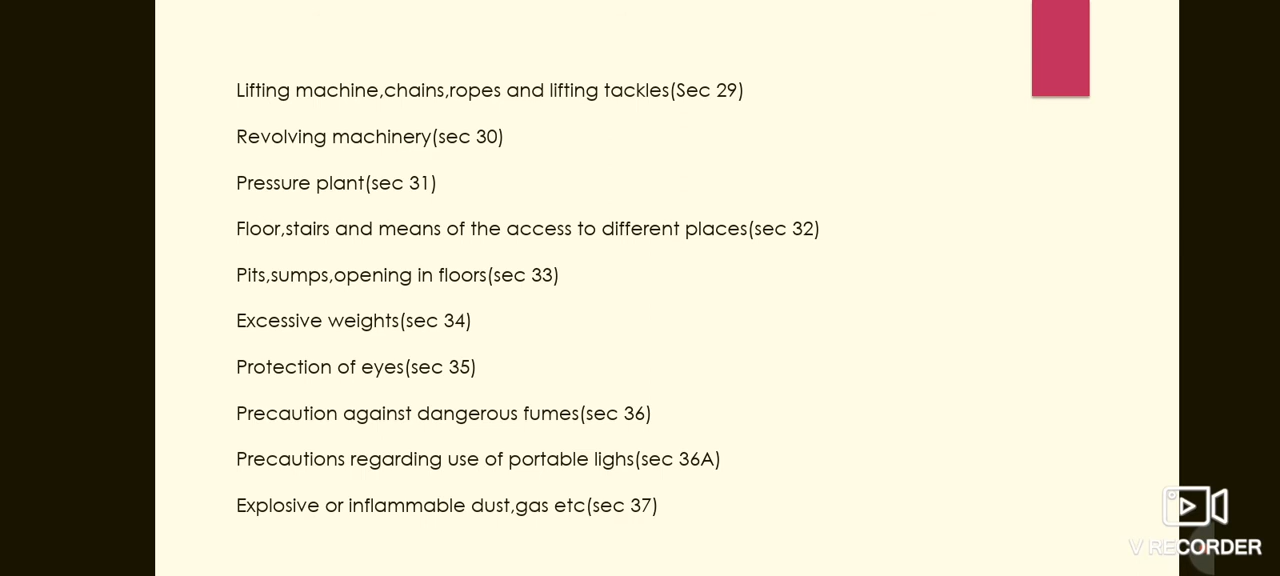 Lifting machine,chains,ropes and lifting tackles(Sec 29)
Revolving machinery(sec 30)
Pressure plant(sec 31)
Floor,stairs and means of the access to different places(sec 32)
Pits,sumps,opening in floors(sec 33)
Excessive weights(sec 34)
Protection of eyes(sec 35)
Precaution against dangerous fumes(sec 36)
Precautions regarding use of portable lighs(sec 36A)
Explosive or inflammable dust,gas etc(sec 37)
V RECORDER